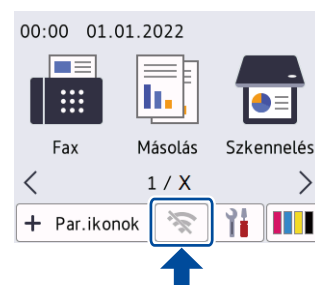 00:00 01.01.2022
Fax Másolás Szkennelés
< 1 / X >
+ Par.ikonok